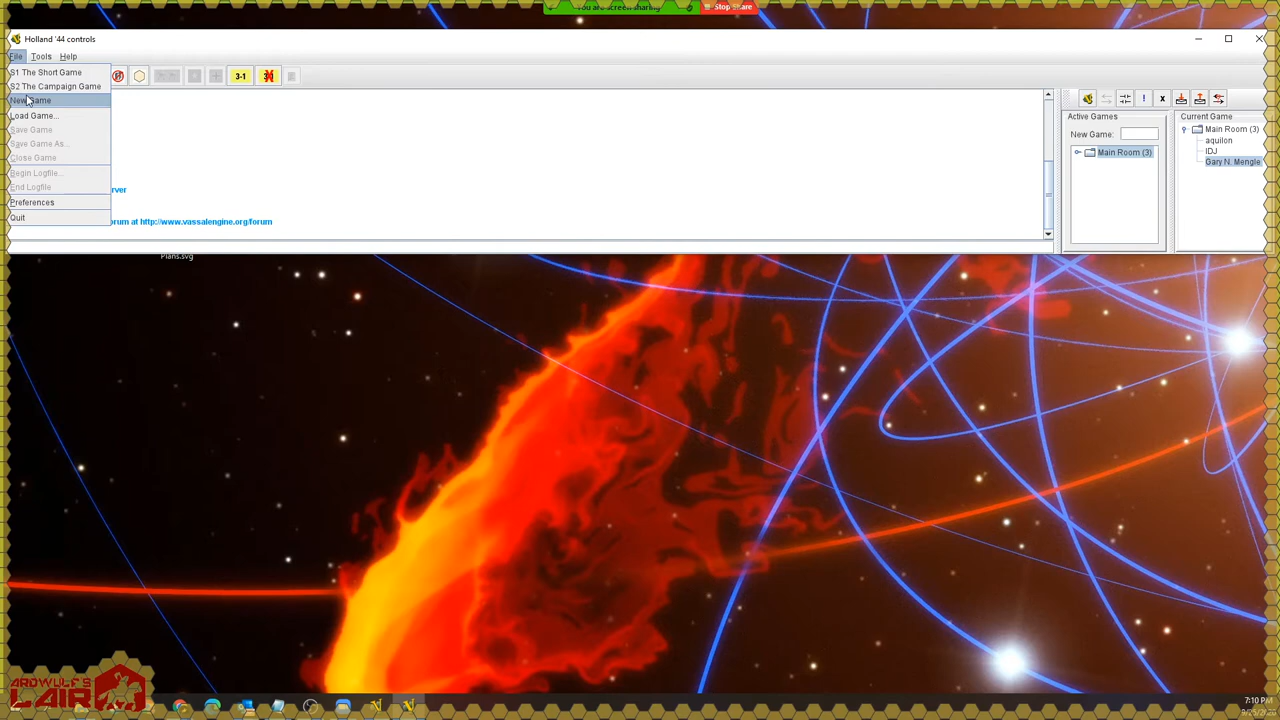 You are screen sharing
Stop Share
Holland '44 controls
File Tools Help
S1 The Short Game
S2 The Campaign Game
New Game
Load Game...
Save Game
Save Game As...
Close Game
Begin Logfile...
End Logfile
Preferences
Quit
3-1
rver
orum at http://www.vassalengine.org/forum
Active Games
New Game:
Main Room (3)
Current Game
Main Room (3)
aquilon
IDJ
Gary N. Mengle
Plans.svg
ARDWULF'S
LAIR
7:10 PM